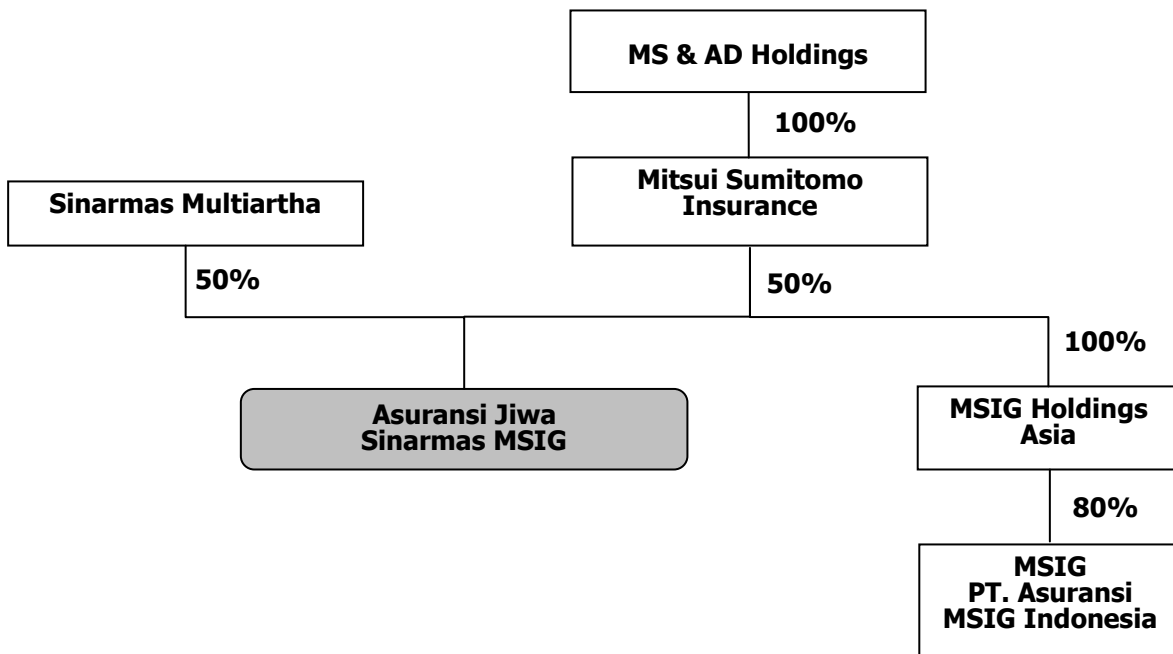 MS & AD Holdings
100%
Mitsui Sumitomo
Insurance
Sinarmas Multiartha
50%
50%
100%
Asuransi Jiwa
Sinarmas MSIG
MSIG Holdings
Asia
80%
MSIG
PT. Asuransi
MSIG Indonesia